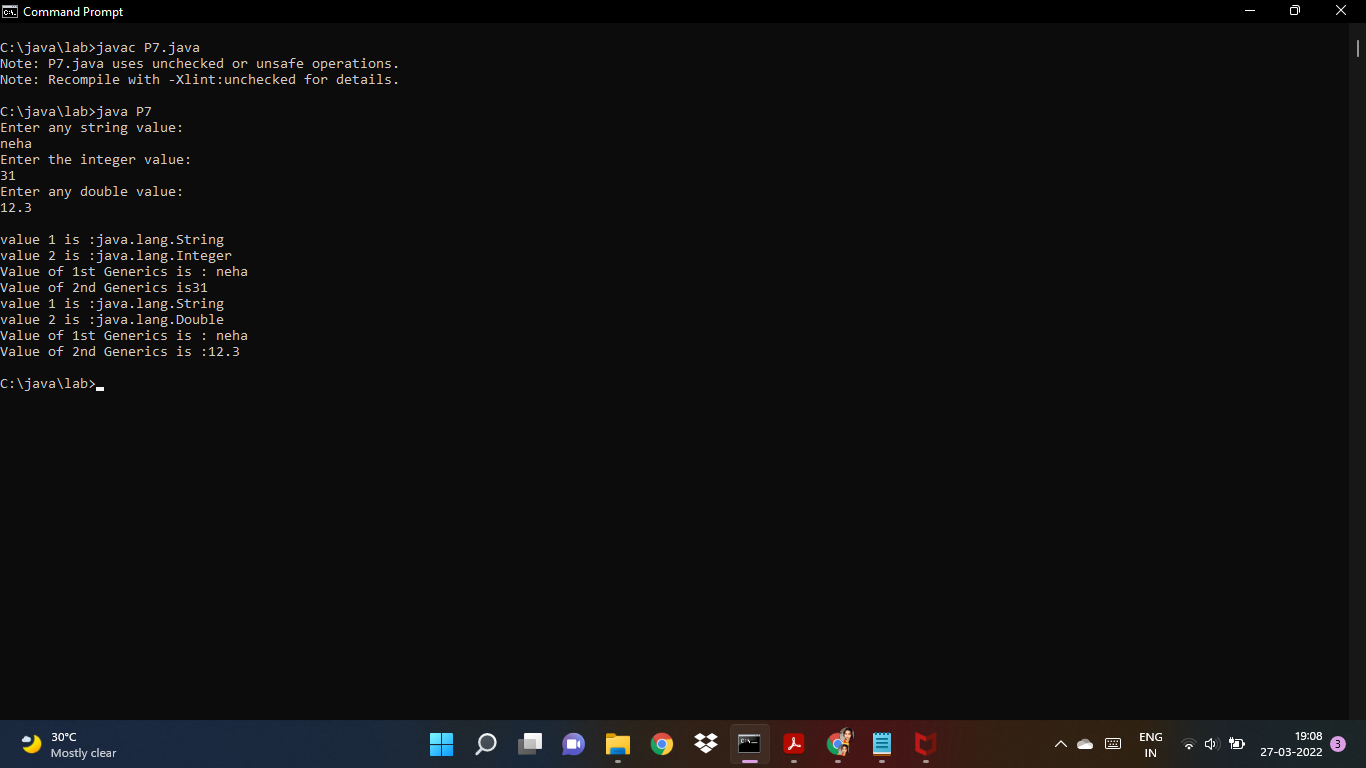 Command Prompt
C:\java\lab>javac P7.java
Note: P7.java uses unchecked or unsafe operations.
Note: Recompile with -Xlint:unchecked for details.
C:\java\lab>java P7
Enter any string value:
neha
Enter the integer value:
31
Enter any double value:
12.3
value 1 is :java.lang.String
value 2 is :java.lang.Integer
Value of 1st Generics is : neha
Value of 2nd Generics is31
value 1 is :java.lang.String
value 2 is :java.lang.Double
Value of 1st Generics is : neha
Value of 2nd Generics is :12.3
C:\java\lab>
30°C
Mostly clear
ENG
IN
19:08
27-03-2022
3